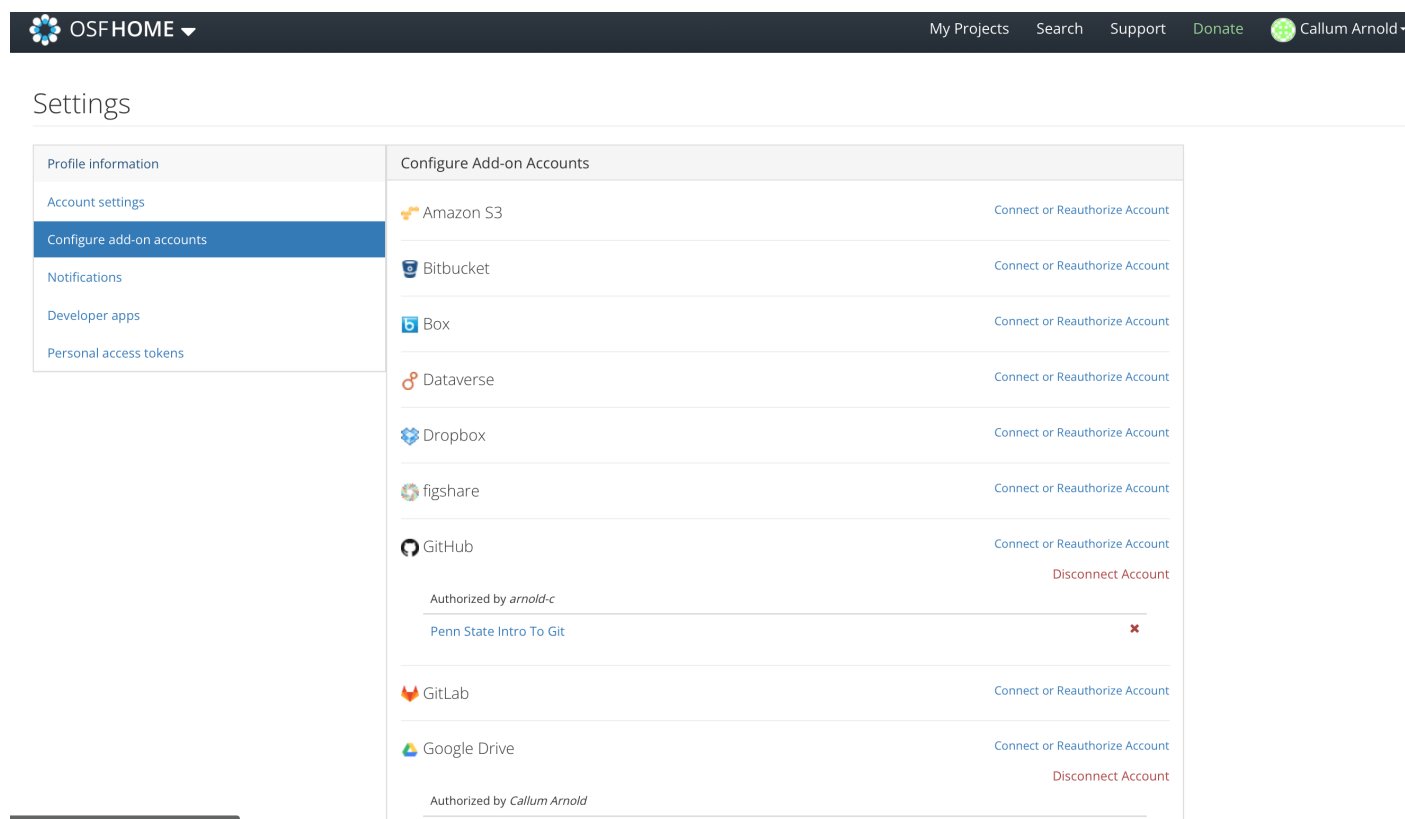 OSFHOME
My Projects Search Support Donate Callum Arnold
Settings
Profile information
Account settings
Configure add-on accounts
Notifications
Developer apps
Personal access tokens
Configure Add-on Accounts
Amazon S3 Connect or Reauthorize Account
Bitbucket Connect or Reauthorize Account
Box Connect or Reauthorize Account
Dataverse Connect or Reauthorize Account
Dropbox Connect or Reauthorize Account
figshare Connect or Reauthorize Account
GitHub Connect or Reauthorize Account
Disconnect Account
Authorized by arnold-c
Penn State Intro To Git
GitLab Connect or Reauthorize Account
Google Drive Connect or Reauthorize Account
Disconnect Account
Authorized by Callum Arnold